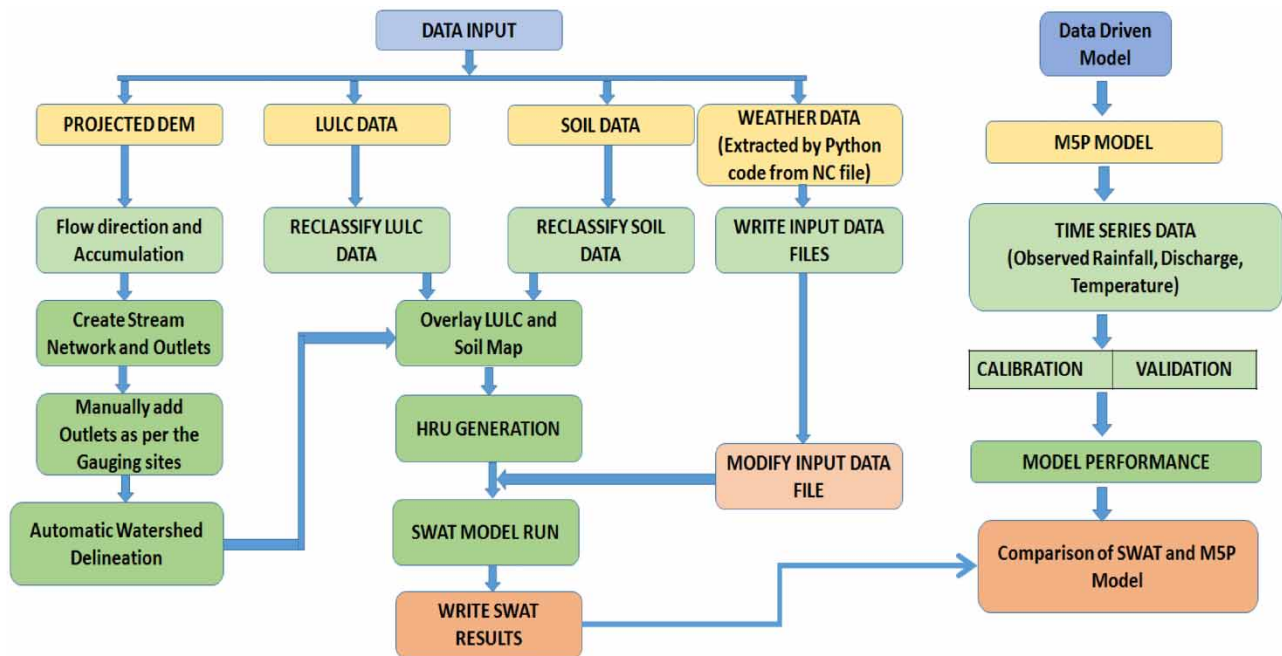 DATA INPUT
Data Driven
Model
PROJECTED DEM
LULC DATA
SOIL DATA
WEATHER DATA
(Extracted by Python
code from NC file)
M5P MODEL
Flow direction and
Accumulation
RECLASSIFY LULC
DATA
RECLASSIFY SOIL
DATA
WRITE INPUT DATA
FILES
TIME SERIES DATA
(Observed Rainfall, Discharge,
Temperature)
Create Stream
Network and Outlets
Overlay LULC and
Soil Map
CALIBRATION
VALIDATION
Manually add
Outlets as per the
Gauging sites
HRU GENERATION
MODIFY INPUT DATA
FILE
MODEL PERFORMANCE
Automatic Watershed
Delineation
SWAT MODEL RUN
Comparison of SWAT and M5P
Model
WRITE SWAT
RESULTS